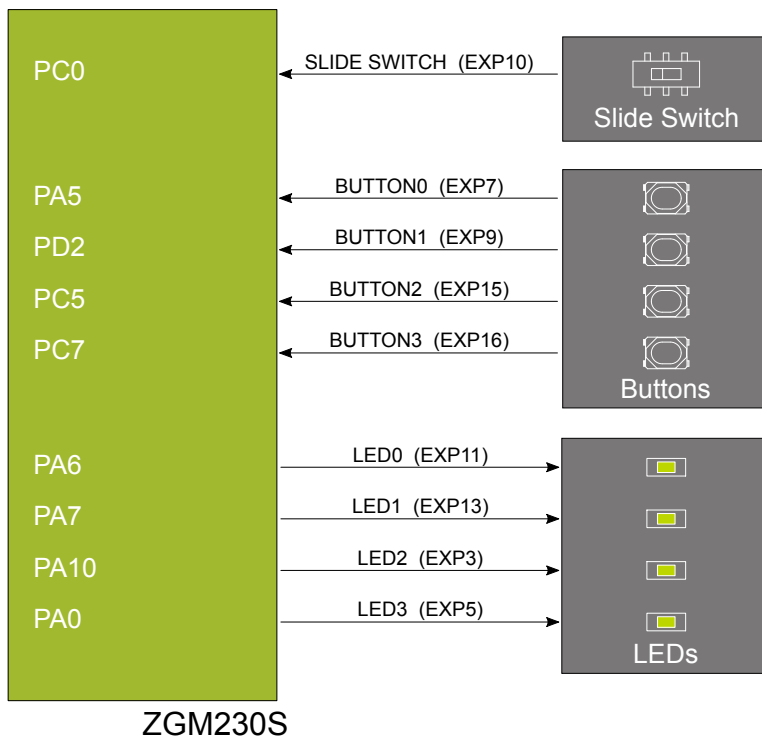 PC0
SLIDE SWITCH (EXP10)
Slide Switch
PA5
BUTTON0 (EXP7)
PD2
BUTTON1 (EXP9)
PC5
BUTTON2 (EXP15)
PC7
BUTTON3 (EXP16)
Buttons
PA6
LED0 (EXP11)
PA7
LED1 (EXP13)
PA10
LED2 (EXP3)
PA0
LED3 (EXP5)
LEDs
ZGM230S